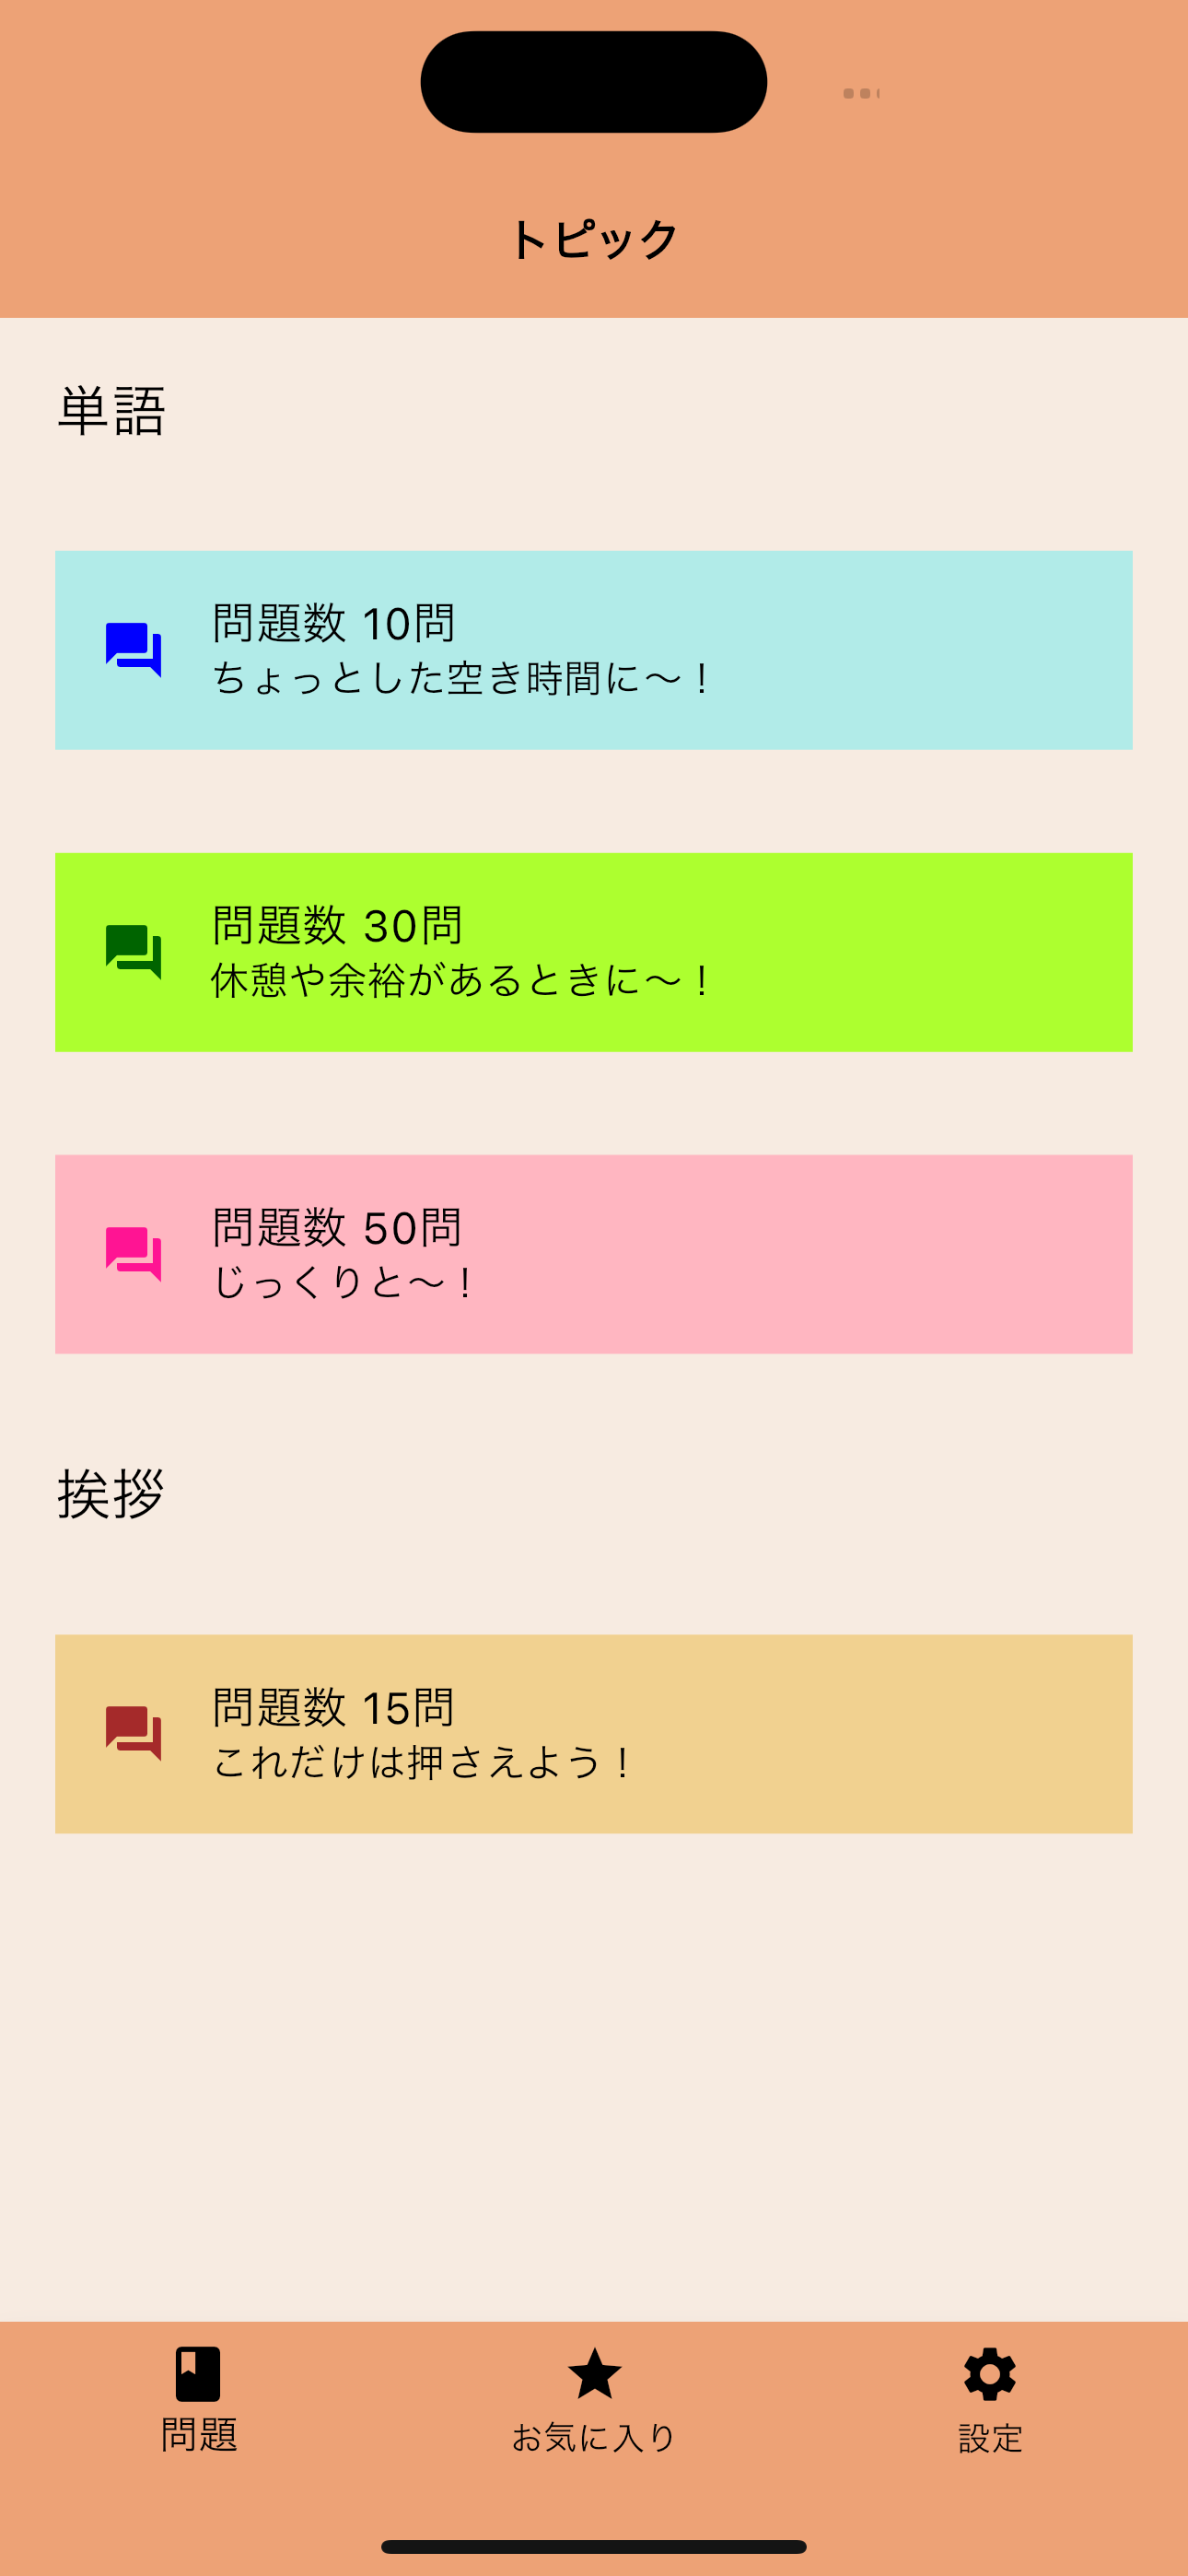 トピック
単語
問題数 10問
ちょっとした空き時間に〜！
問題数 30問
休憩や余裕があるときに〜！
問題数 50問
じっくりと〜！
挨拶
問題数 15問
これだけは押さえよう！
問題
お気に入り
設定